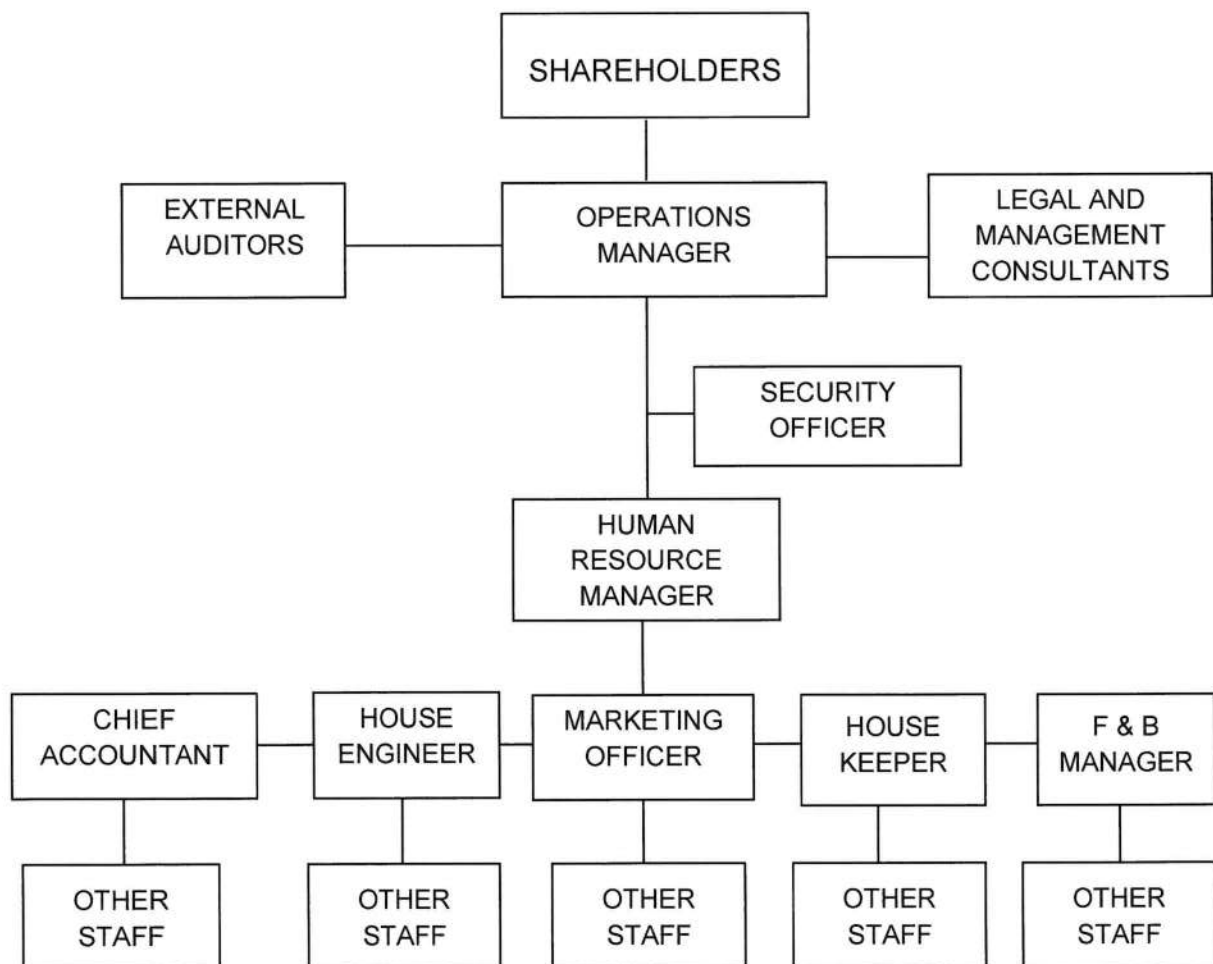 SHAREHOLDERS
EXTERNAL
AUDITORS
OPERATIONS
MANAGER
LEGAL AND
MANAGEMENT
CONSULTANTS
SECURITY
OFFICER
HUMAN
RESOURCE
MANAGER
CHIEF
ACCOUNTANT
HOUSE
ENGINEER
MARKETING
OFFICER
HOUSE
KEEPER
F & B
MANAGER
OTHER
STAFF
OTHER
STAFF
OTHER
STAFF
OTHER
STAFF
OTHER
STAFF